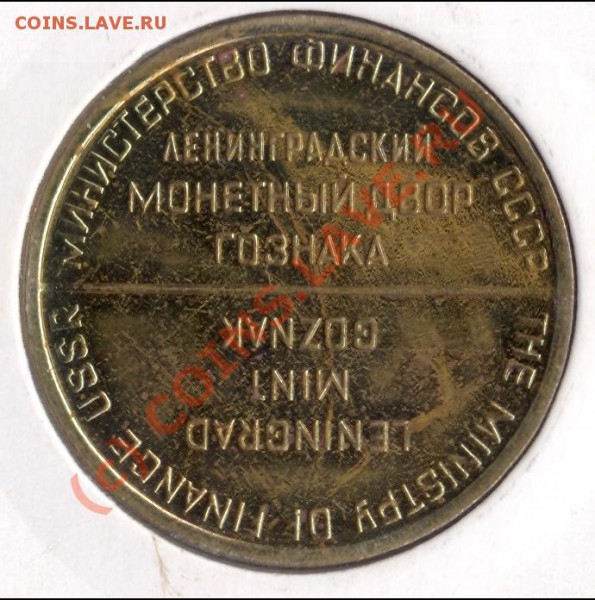 COINS.LAVE.РУ
МИНИСТЕРСТВО ФИНАНСОВ СССР
ЛЕНИНГРАДСКИЙ
МОНЕТНЫЙ ДВОР
ГОЗНАКА
THE MINISTRY OF FINANCE USSR
LENINGRAD
MINT
GOZNAK
(c) COINS.LAVE.RU